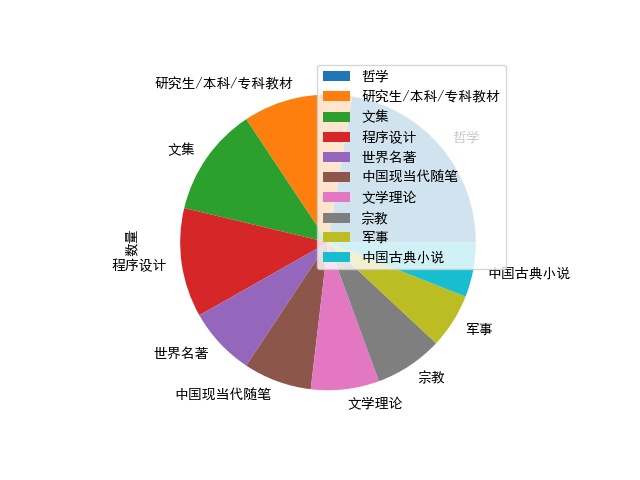 哲学
研究生/本科/专科教材
文集
程序设计
世界名著
中国现当代随笔
文学理论
宗教
军事
中国古典小说
研究生/本科/专科教材
哲学
文集
数量
程序设计
中国古典小说
军事
世界名著
宗教
中国现当代随笔
文学理论